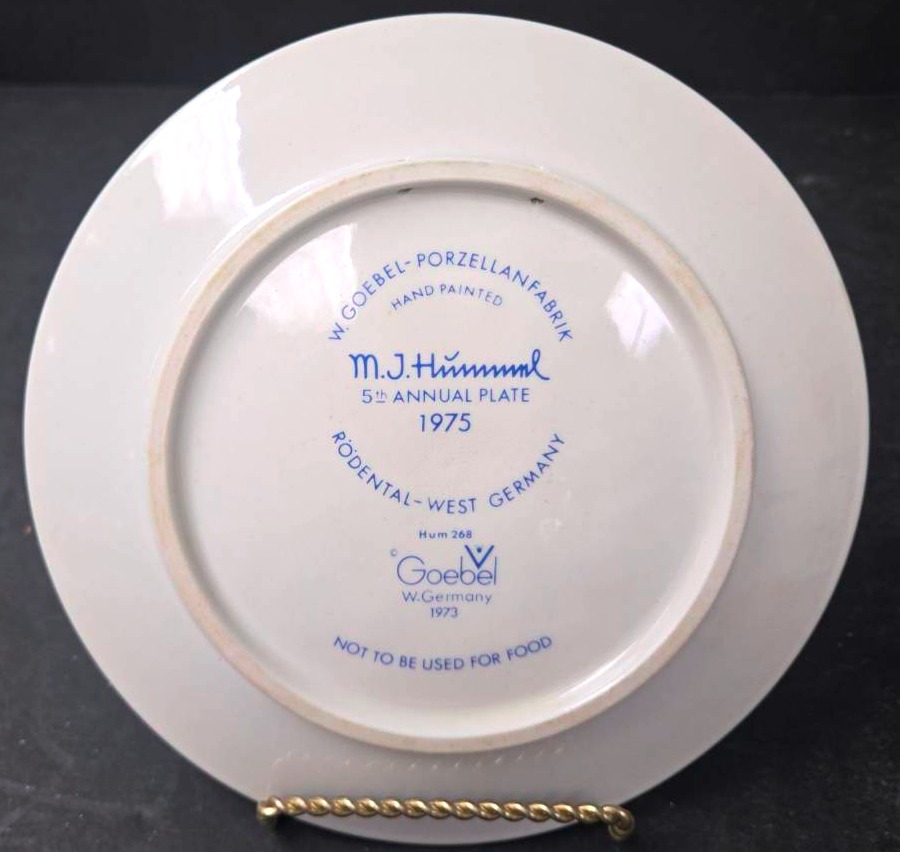 W. GOEBEL-PORZELLANFABRIK
HAND PAINTED
M.J.Hummel
5th ANNUAL PLATE
1975
RÖDENTAL-WEST GERMANY
Hum 268
© Goebel
W.Germany
1973
NOT TO BE USED FOR FOOD